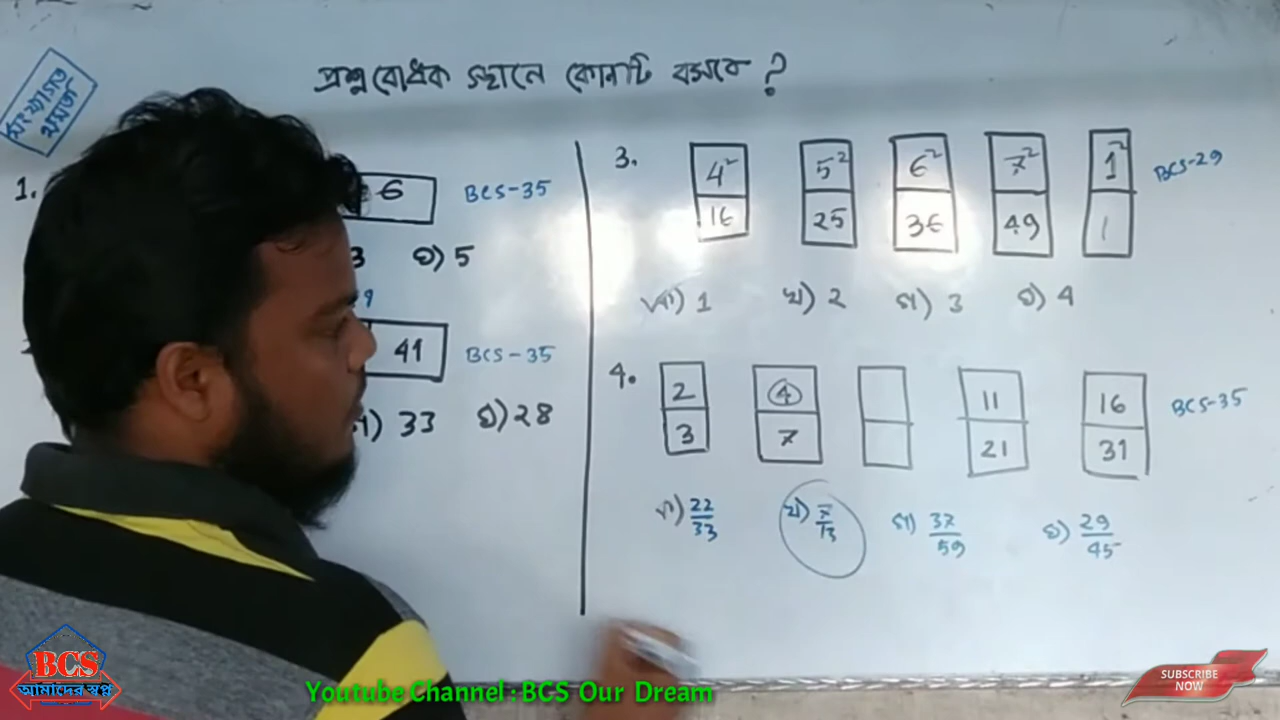 প্রশ্নবোধক স্থানে কোনটি বসবে ?
সংখ্যাগত
1.
6
BCS-35
3
ঘ) 5
9
41
BCS-35
গ) 33
ঘ) 28
3.
4² 5² 6² 7² 1²
16 25 36 49 1
BCS-29
ক) 1 খ) 2 গ) 3 ঘ) 4
4.
2 4 11 16
3 7 21 31
BCS-35
ক) 22/33 খ) 7/13 গ) 37/59 ঘ) 29/45
BCS
আমাদের স্বপ্ন
Youtube Channel : BCS Our Dream
SUBSCRIBE
NOW